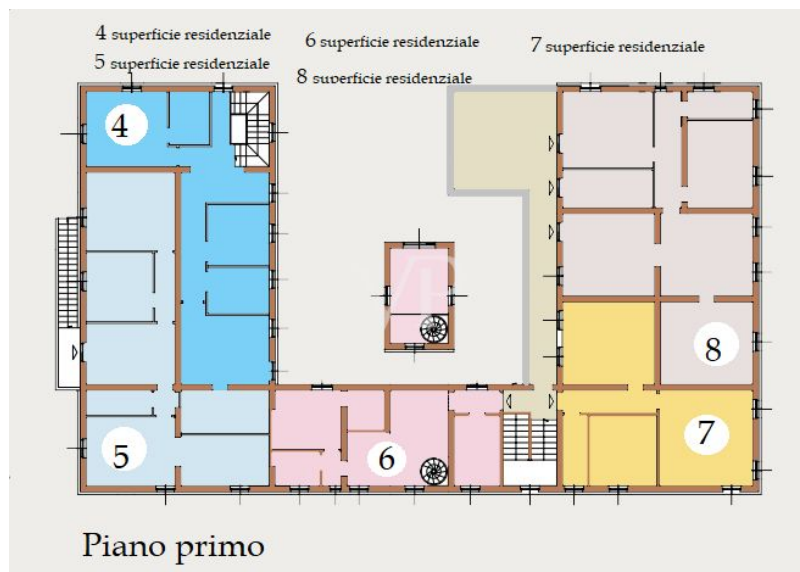 4 superficie residenziale
5 superficie residenziale
6 superficie residenziale
8 superficie residenziale
7 superficie residenziale
4
5
6
7
8
Piano primo